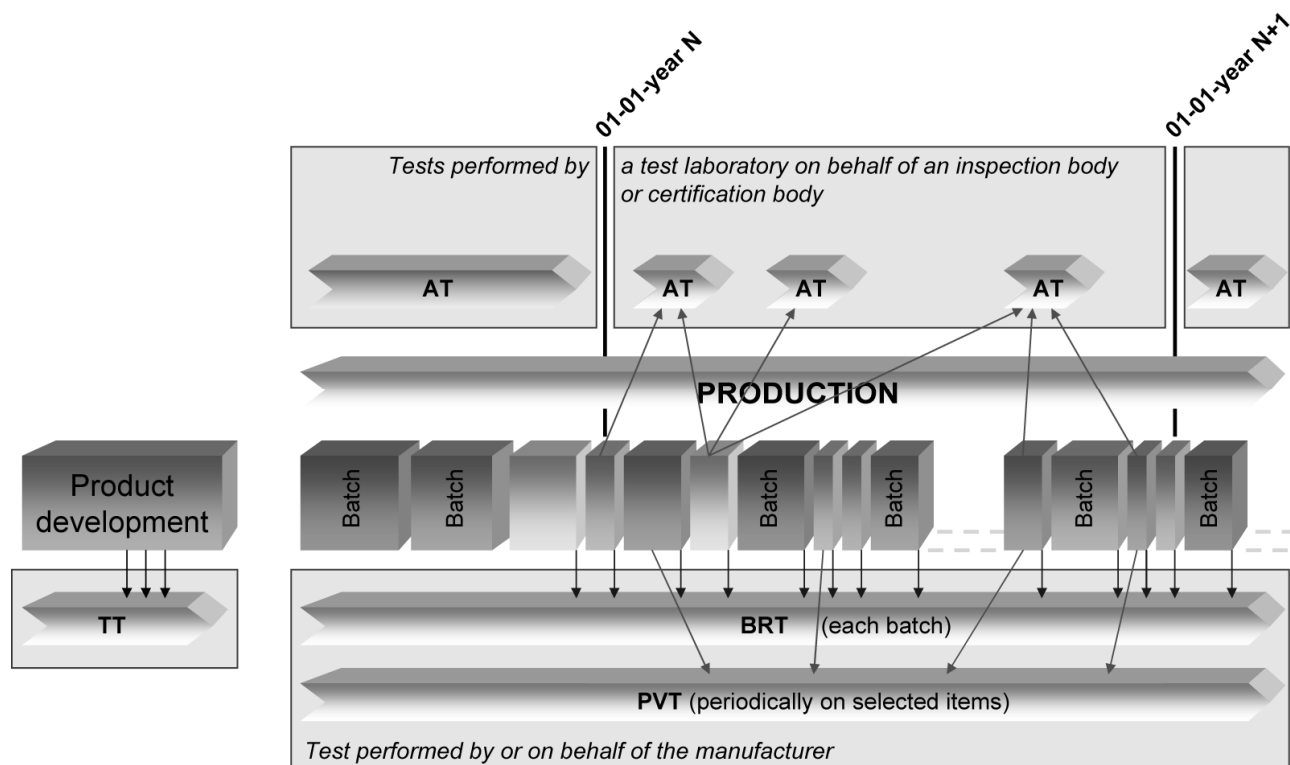 01-01-year N
01-01-year N+1
Tests performed by
a test laboratory on behalf of an inspection body
or certification body
AT
AT
AT
AT
AT
PRODUCTION
Product
development
Batch
Batch
Batch
Batch
Batch
Batch
TT
BRT (each batch)
PVT (periodically on selected items)
Test performed by or on behalf of the manufacturer